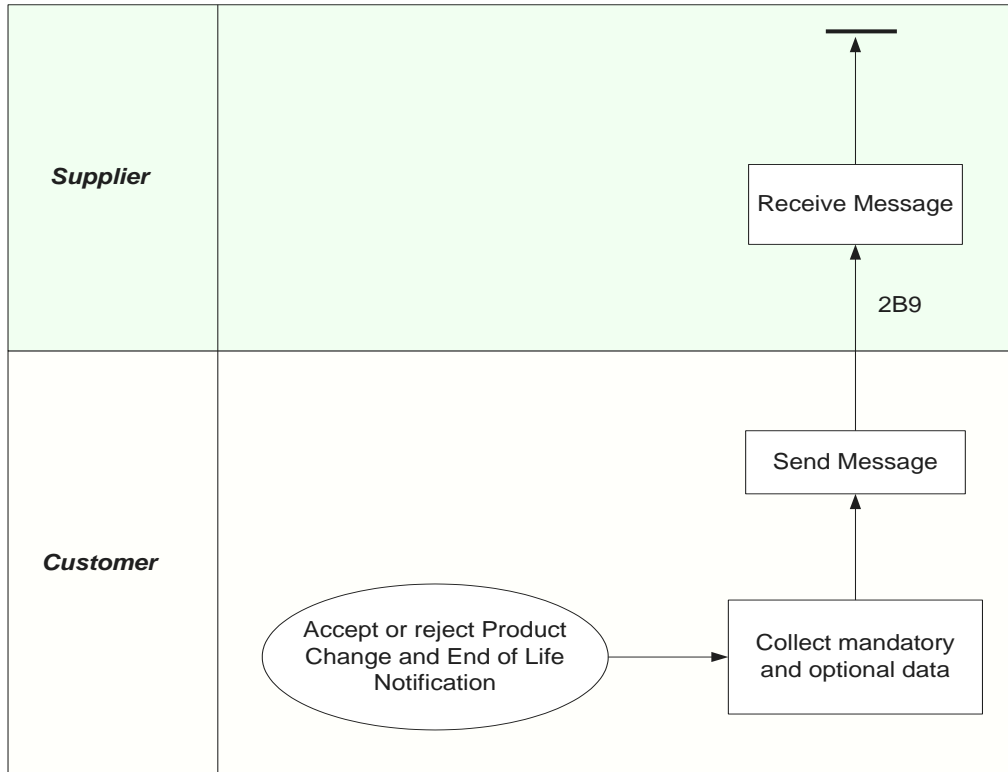 Supplier
Receive Message
2B9
Send Message
Customer
Accept or reject Product
Change and End of Life
Notification
Collect mandatory
and optional data